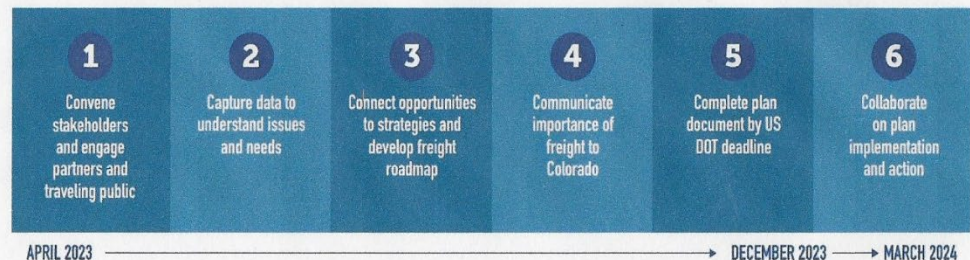 1
Convene
stakeholders
and engage
partners and
traveling public
2
Capture data to
understand issues
and needs
3
Connect opportunities
to strategies and
develop freight
roadmap
4
Communicate
importance of
freight to
Colorado
5
Complete plan
document by US
DOT deadline
6
Collaborate
on plan
implementation
and action
APRIL 2023 DECEMBER 2023 MARCH 2024